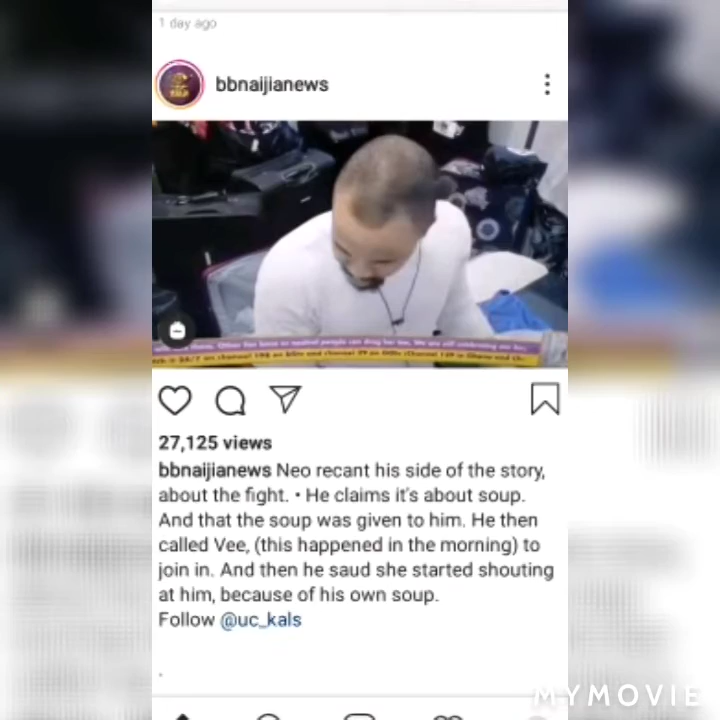 1 day ago
bbnaijianews
27,125 views
bbnaijianews Neo recant his side of the story,
about the fight. • He claims it's about soup.
And that the soup was given to him. He then
called Vee, (this happened in the morning) to
join in. And then he saud she started shouting
at him, because of his own soup.
Follow @uc_kals
.
MYMOVIE